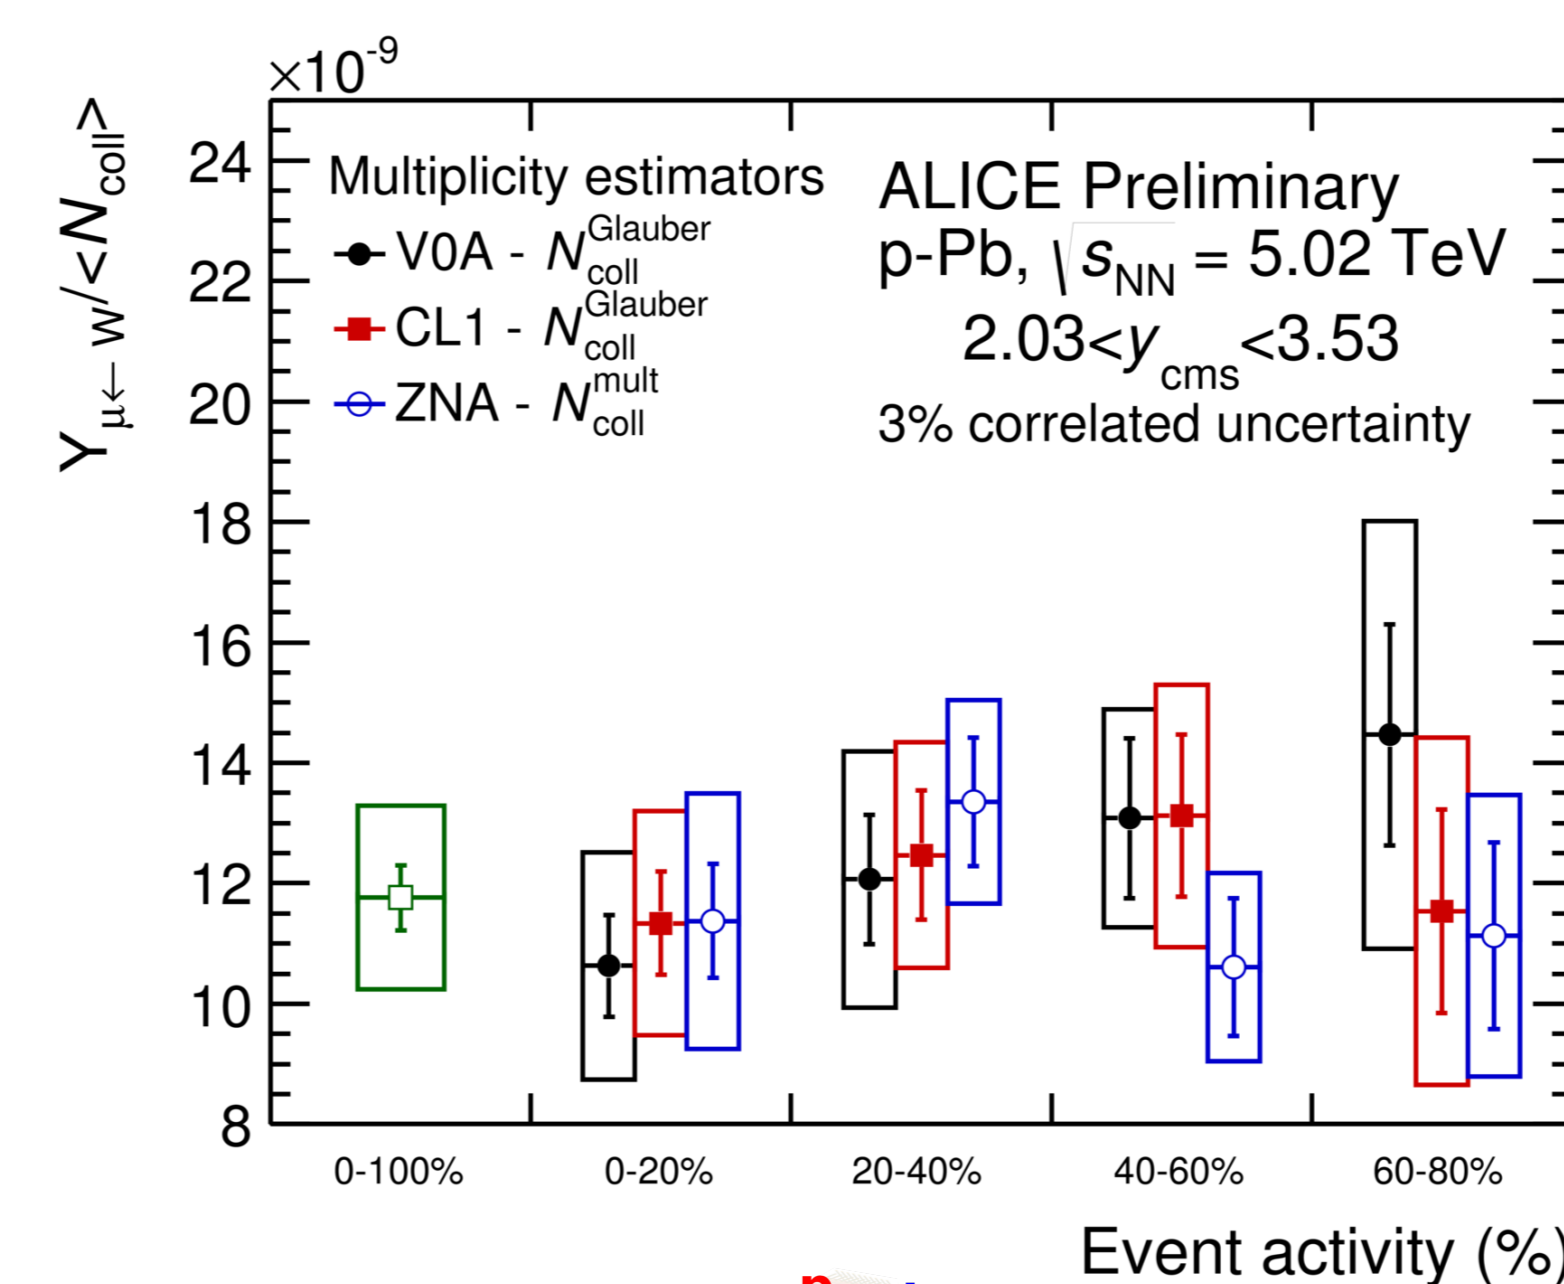 ×10⁻⁹
Y_μ← w/<N_coll>
24
22
20
18
16
14
12
10
8
Multiplicity estimators
V0A - N_coll^Glauber
CL1 - N_coll^Glauber
ZNA - N_coll^mult
ALICE Preliminary
p-Pb, √s_NN = 5.02 TeV
2.03<y_cms<3.53
3% correlated uncertainty
0-100% 0-20% 20-40% 40-60% 60-80%
Event activity (%)